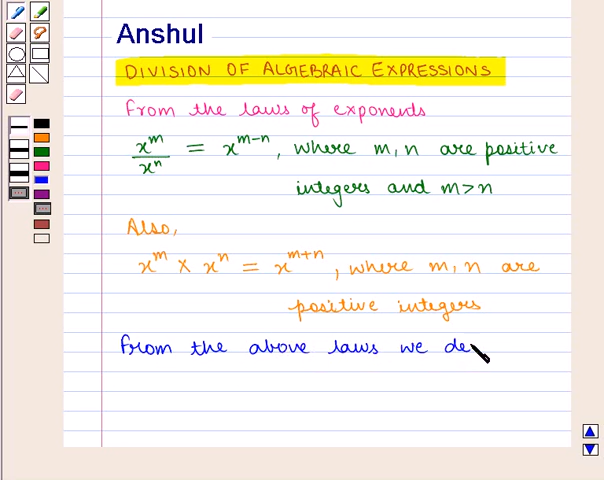 Anshul
DIVISION OF ALGEBRAIC EXPRESSIONS
From the laws of exponents
x^m/x^n = x^(m-n), where m, n are positive
integers and m>n
Also,
x^m × x^n = x^(m+n), where m, n are
positive integers
From the above laws we de